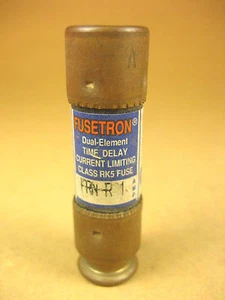 FUSETRON®
Dual-Element
TIME DELAY
CURRENT LIMITING
CLASS RK5 FUSE
FRN-R 1